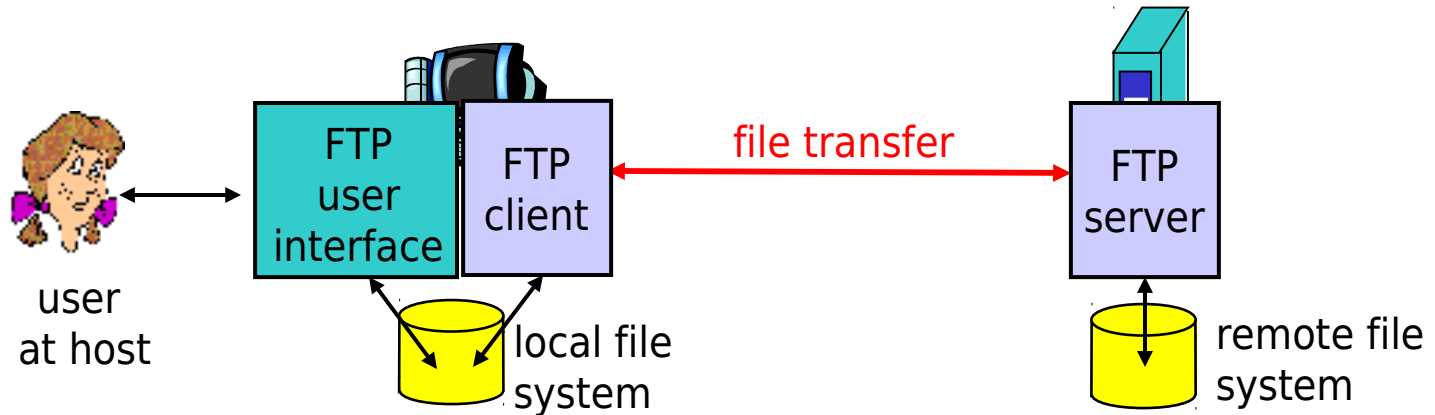 FTP
user
interface
FTP
client
file transfer
FTP
server
user
at host
local file
system
remote file
system